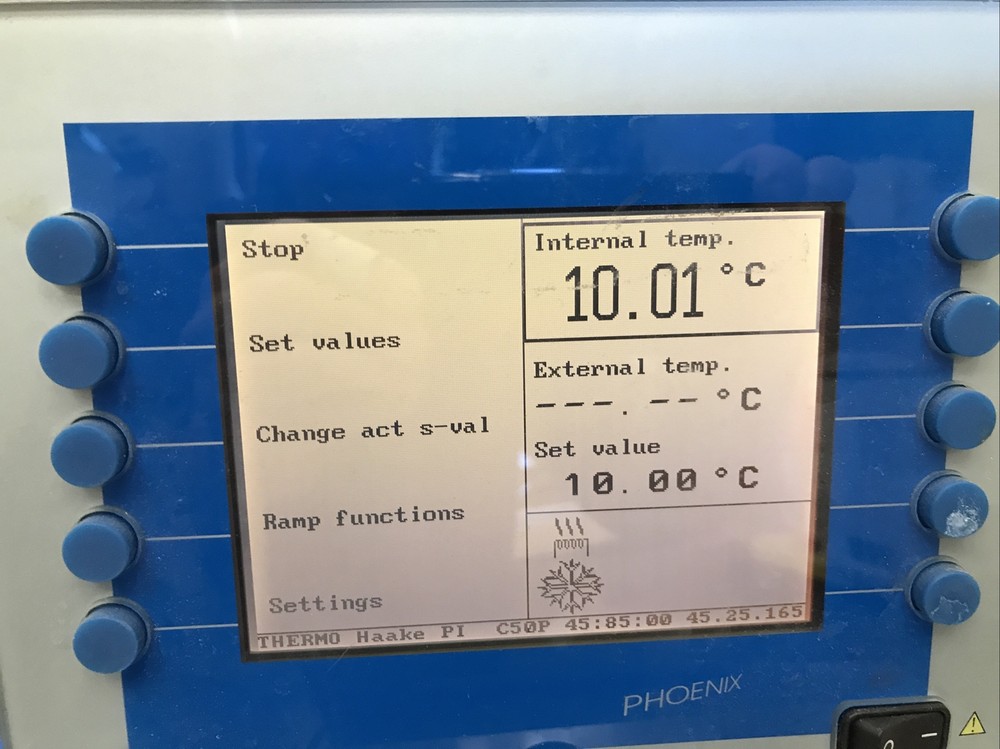 Stop
Set values
Change act s-val
Ramp functions
Settings
Internal temp.
10.01 °C
External temp.
---.-- °C
Set value
10.00 °C
THERMO Haake PI C50P 45:85:00 45.25.165
PHOENIX